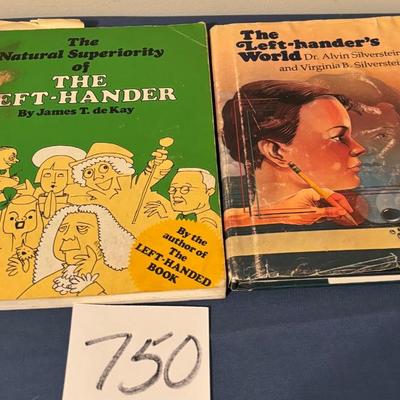 The
Natural Superiority
of
THE
LEFT-HANDER
By James T. de Kay
By the
author of
The
LEFT-HANDED
BOOK
The
Left-hander's
World
Dr. Alvin Silverstein
and Virginia B. Silverstein
750